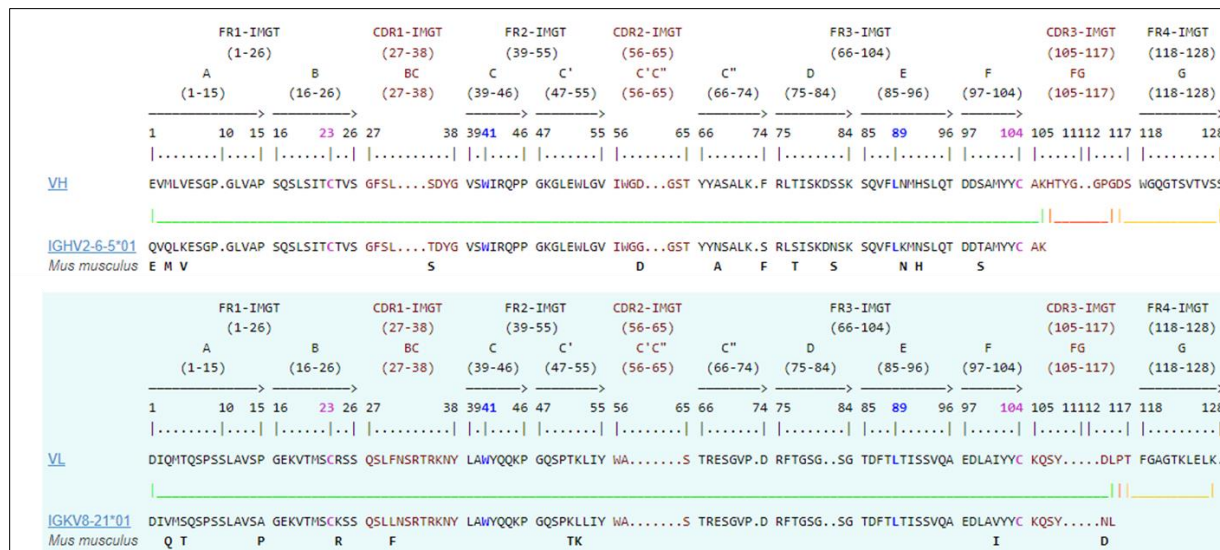 FR1-IMGT CDR1-IMGT FR2-IMGT CDR2-IMGT FR3-IMGT CDR3-IMGT FR4-IMGT
(1-26) (27-38) (39-55) (56-65) (66-104) (105-117) (118-128)
A B BC C C' C'C" C" D E F FG G
(1-15) (16-26) (27-38) (39-46) (47-55) (56-65) (66-74) (75-84) (85-96) (97-104) (105-117) (118-128)
1 10 15 16 23 26 27 38 3941 46 47 55 56 65 66 74 75 84 85 89 96 97 104 105 11112 117 118 128
VH EVMLVESGP.GLVAP SQSLSITCTVS GFSL....SDYG VSWIRQPP GKGLEWLGV IWGD...GST YYASALK.F RLTISKDSSK SQVFLNMHSLQT DDSAMYYC AKHTYG..GPGDS WGQGTSVTVSS
IGHV2-6-5*01 QVQLKESGP.GLVAP SQSLSITCTVS GFSL....TDYG VSWIRQPP GKGLEWLGV IWGG...GST YYNSALK.S RLSISKDNSK SQVFLKMNSLQT DDTAMYYC AK
Mus musculus E M V S D A F T S N H S
FR1-IMGT CDR1-IMGT FR2-IMGT CDR2-IMGT FR3-IMGT CDR3-IMGT FR4-IMGT
(1-26) (27-38) (39-55) (56-65) (66-104) (105-117) (118-128)
A B BC C C' C'C" C" D E F FG G
(1-15) (16-26) (27-38) (39-46) (47-55) (56-65) (66-74) (75-84) (85-96) (97-104) (105-117) (118-128)
1 10 15 16 23 26 27 38 3941 46 47 55 56 65 66 74 75 84 85 89 96 97 104 105 11112 117 118 128
VL DIQMTQSPSSLAVSP GEKVTMSCRSS QSLFNSRTRKNY LAWYQQKP GQSPTKLIY WA.......S TRESGVP.D RFTGSG..SG TDFTLTISSVQA EDLAIYYC KQSY.....DLPT FGAGTKLELK.
IGKV8-21*01 DIVMSQSPSSLAVSA GEKVTMSCKSS QSLLNSRTRKNY LAWYQQKP GQSPKLLIY WA.......S TRESGVP.D RFTGSG..SG TDFTLTISSVQA EDLAVYYC KQSY.....NL
Mus musculus Q T P R F TK I D